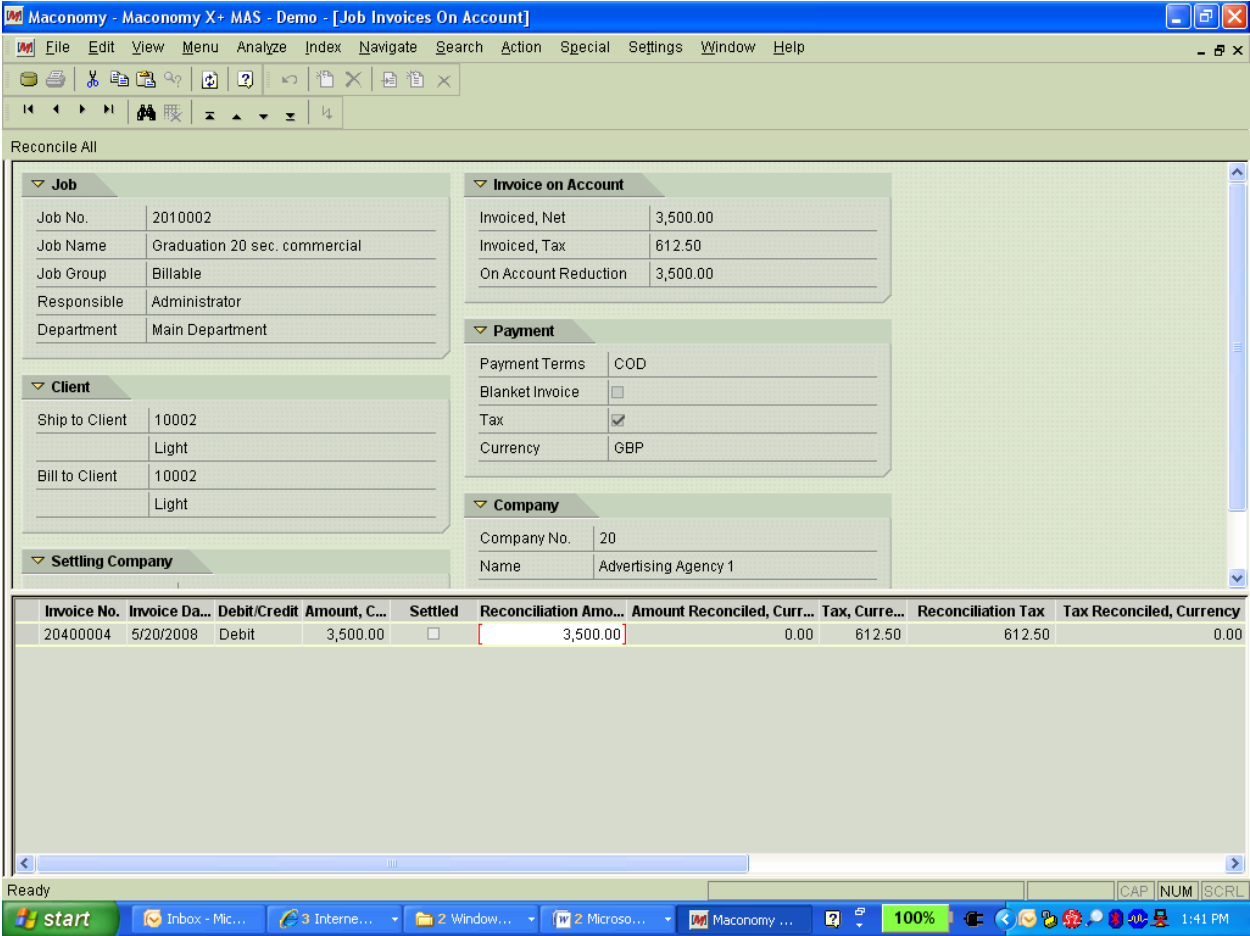 Maconomy - Maconomy X+ MAS - Demo - [Job Invoices On Account]
File Edit View Menu Analyze Index Navigate Search Action Special Settings Window Help
Reconcile All
Job
Job No. 2010002
Job Name Graduation 20 sec. commercial
Job Group Billable
Responsible Administrator
Department Main Department
Client
Ship to Client 10002
Light
Bill to Client 10002
Light
Settling Company
Invoice on Account
Invoiced, Net 3,500.00
Invoiced, Tax 612.50
On Account Reduction 3,500.00
Payment
Payment Terms COD
Blanket Invoice
Tax
Currency GBP
Company
Company No. 20
Name Advertising Agency 1
Invoice No. Invoice Da... Debit/Credit Amount, C... Settled Reconciliation Amo... Amount Reconciled, Curr... Tax, Curre... Reconciliation Tax Tax Reconciled, Currency
20400004 5/20/2008 Debit 3,500.00 3,500.00 0.00 612.50 612.50 0.00
Ready CAP NUM SCRL
start Inbox - Mic... 3 Interne... 2 Window... 2 Microso... Maconomy ... 100% 1:41 PM